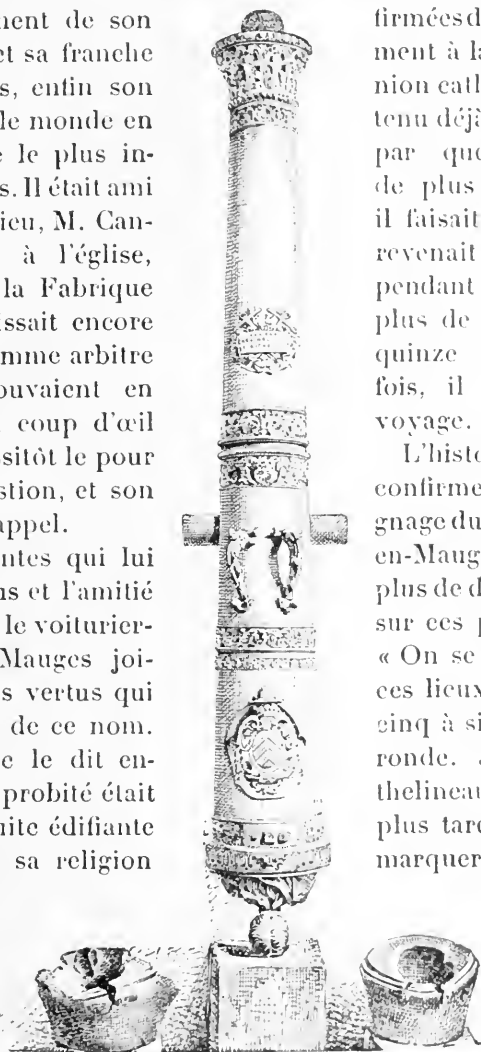 ment de son
et sa franche
s, enfin son
le monde en
e le plus in-
s. Il était ami
ieu, M. Can-
à l'église,
la Fabrique
issait encore
omme arbitre
ouvaient en
coup d'œil
ssitôt le pour
stion, et son
appel.
ntes qui lui
ns et l'amitié
le voiturier-
Mauges joi-
s vertus qui
de ce nom.
e le dit en-
probité était
uite édifiante
sa religion
firmées d
ment à la
nion cath
tenu déjà
par que
de plus
il faisait
revenait
pendant
plus de
quinze
fois, il
voyage.
L'histo
confirme
gnage du
en-Mauge
plus de d
sur ces p
« On se
ces lieux
cinq à si
ronde.
thelineau
plus tard
marquer